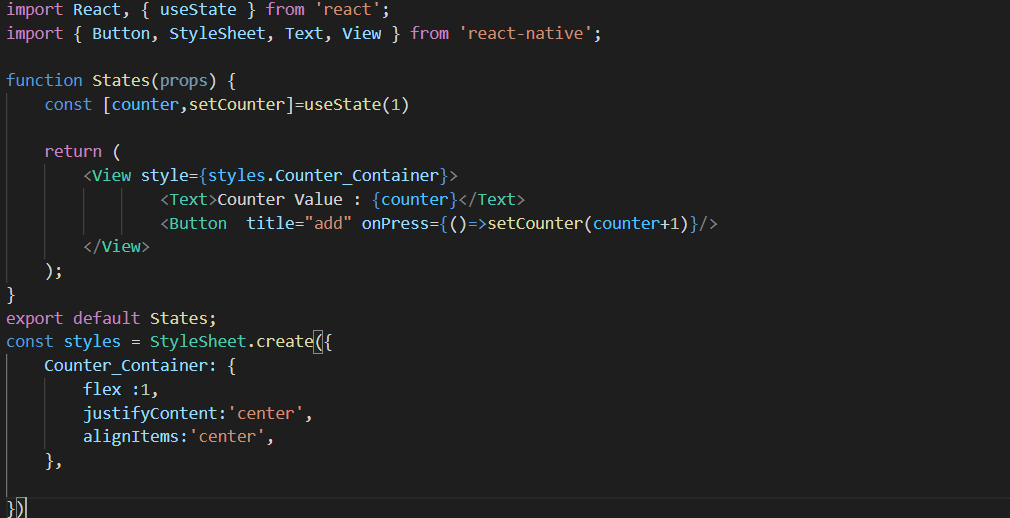 import React, { useState } from 'react';
import { Button, StyleSheet, Text, View } from 'react-native';

function States(props) {
    const [counter,setCounter]=useState(1)

    return (
        <View style={styles.Counter_Container}>
                <Text>Counter Value : {counter}</Text>
                <Button  title="add" onPress={()=>setCounter(counter+1)}/>
        </View>
    );
}
export default States;
const styles = StyleSheet.create({
    Counter_Container: {
        flex :1,
        justifyContent:'center',
        alignItems:'center',
    },

})